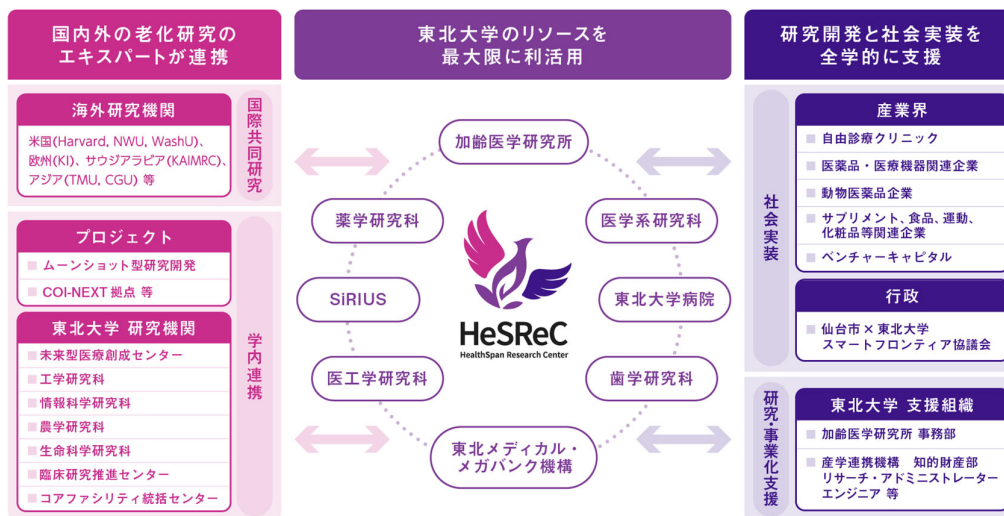 国内外の老化研究の
エキスパートが連携
海外研究機関
米国(Harvard, NWU, WashU)、
欧州(KI)、サウジアラビア(KAIMRC)、
アジア(TMU, CGU) 等
国際共同研究
プロジェクト
ムーンショット型研究開発
COI-NEXT 拠点 等
東北大学 研究機関
未来型医療創成センター
工学研究科
情報科学研究科
農学研究科
生命科学研究科
臨床研究推進センター
コアファシリティ統括センター
学内連携
東北大学のリソースを
最大限に利活用
加齢医学研究所
薬学研究科
医学系研究科
SiRIUS
東北大学病院
HeSReC
HealthSpan Research Center
医工学研究科
歯学研究科
東北メディカル・
メガバンク機構
研究開発と社会実装を
全学的に支援
社会実装
産業界
自由診療クリニック
医薬品・医療機器関連企業
動物医薬品企業
サプリメント、食品、運動、
化粧品等関連企業
ベンチャーキャピタル
行政
仙台市×東北大学
スマートフロンティア協議会
研究・事業化支援
東北大学 支援組織
加齢医学研究所 事務部
産学連携機構 知的財産部
リサーチ・アドミニストレーター
エンジニア 等